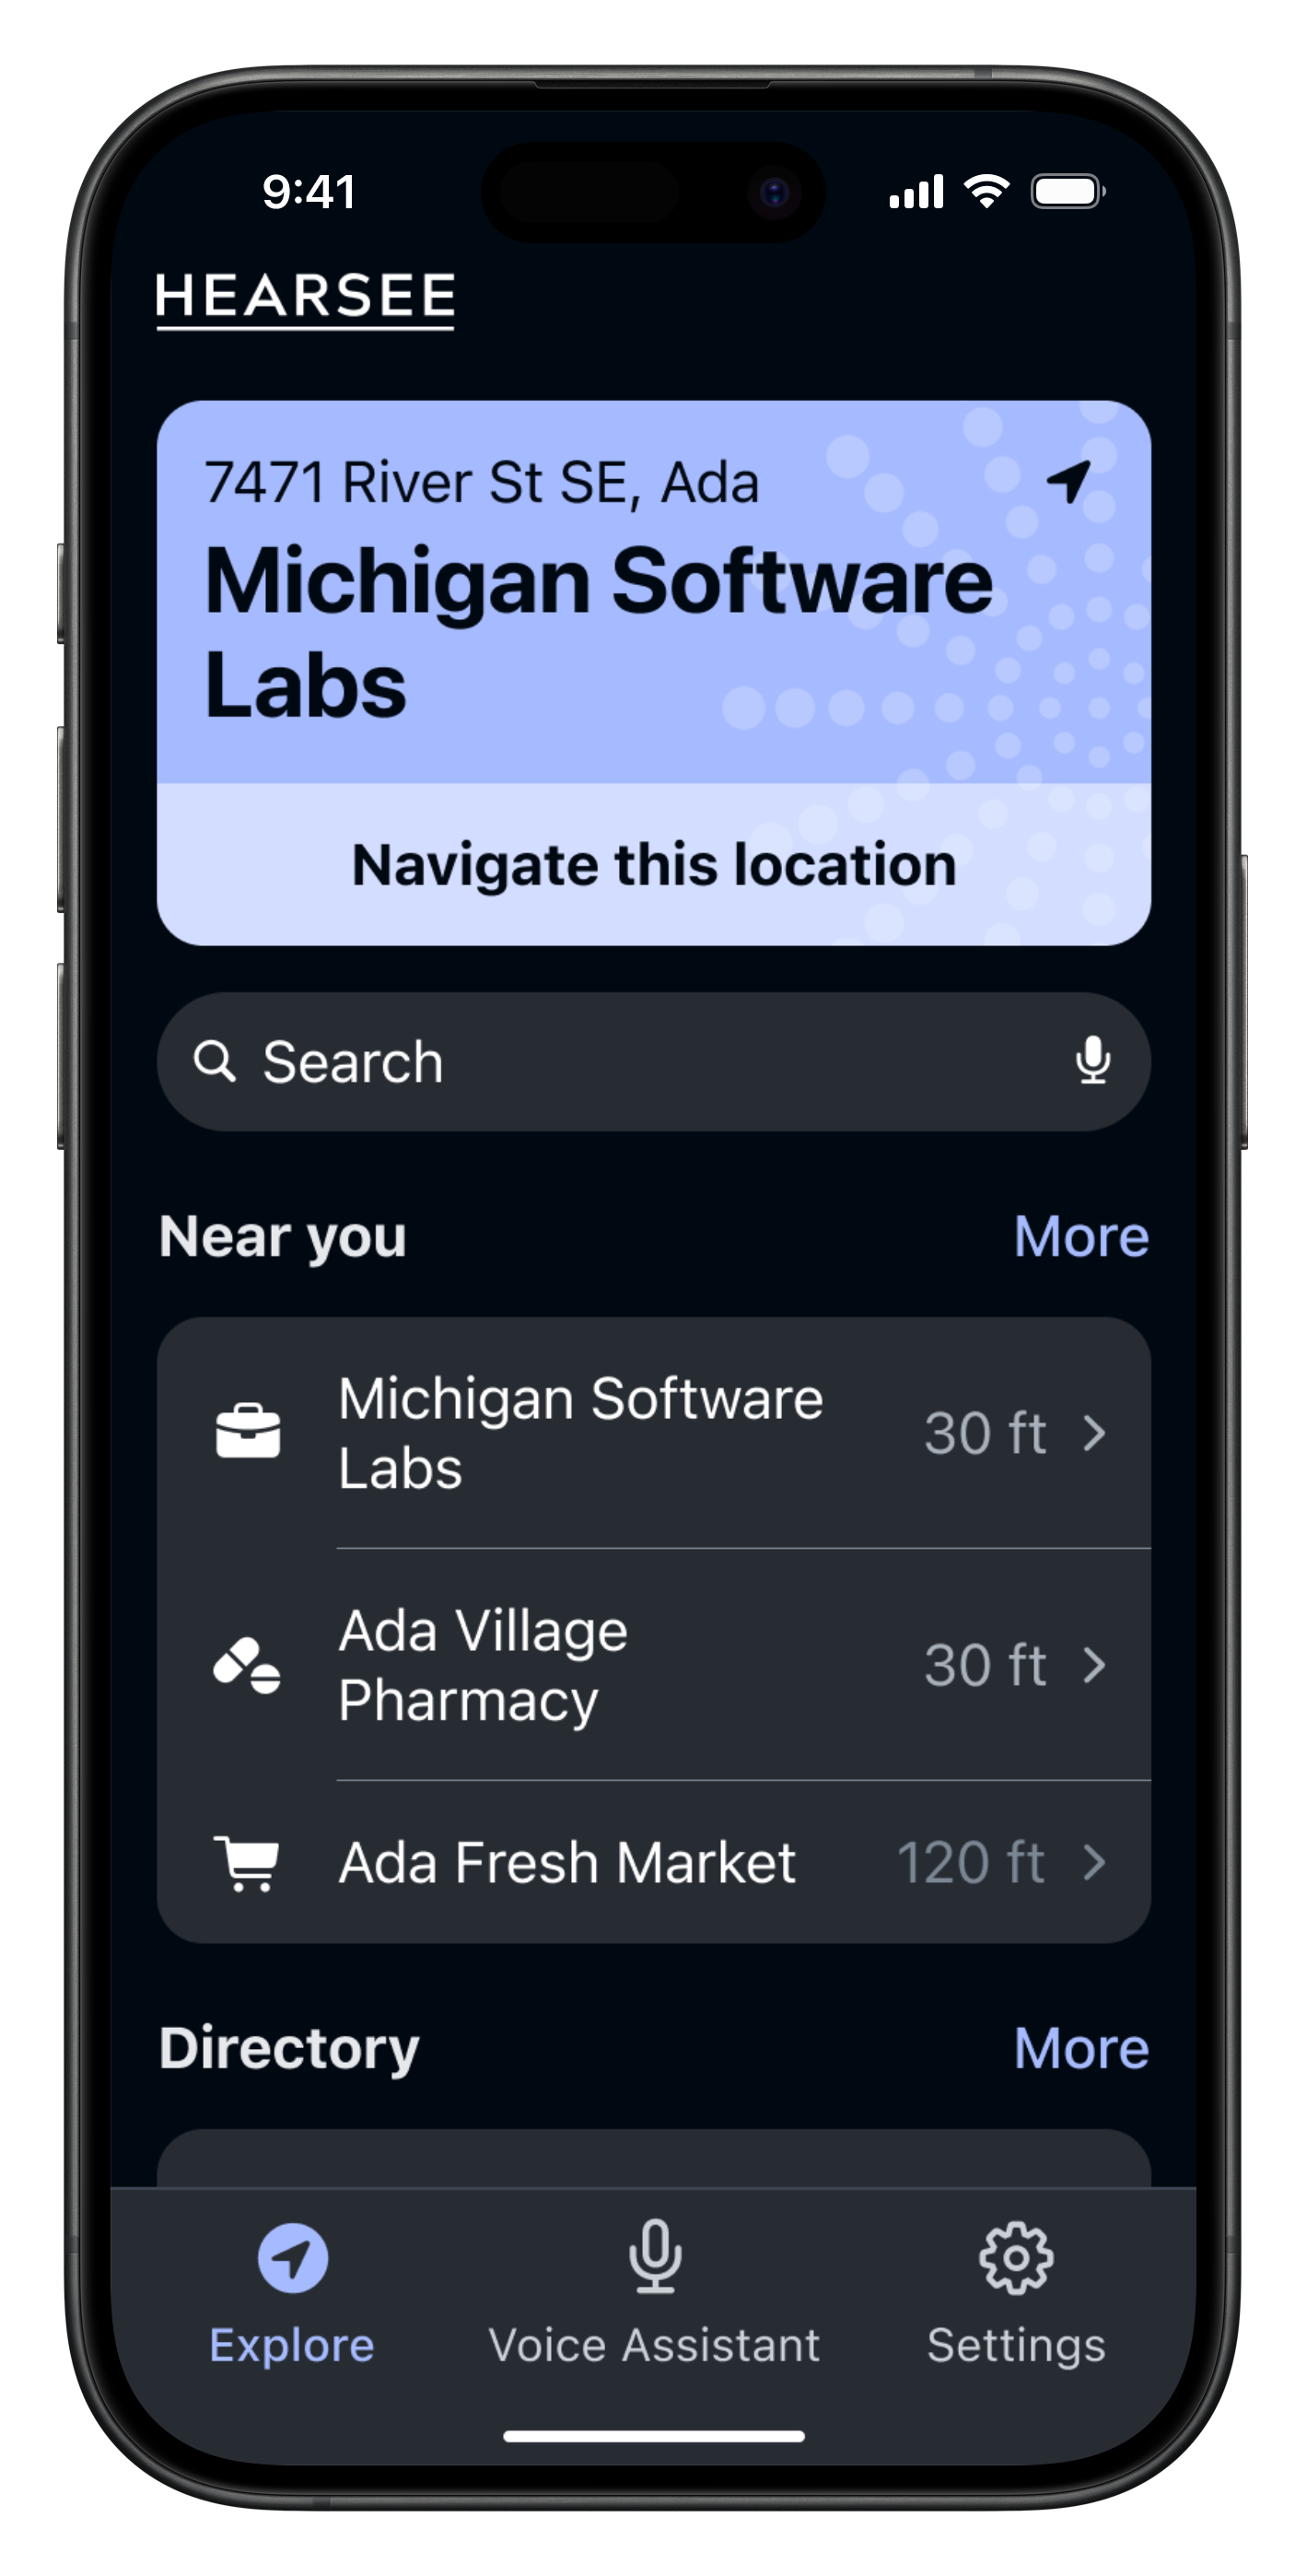 9:41
HEARSEE
7471 River St SE, Ada
Michigan Software
Labs
Navigate this location
Search
Near you
More
Michigan Software
Labs
30 ft
Ada Village
Pharmacy
30 ft
Ada Fresh Market
120 ft
Directory
More
Explore
Voice Assistant
Settings